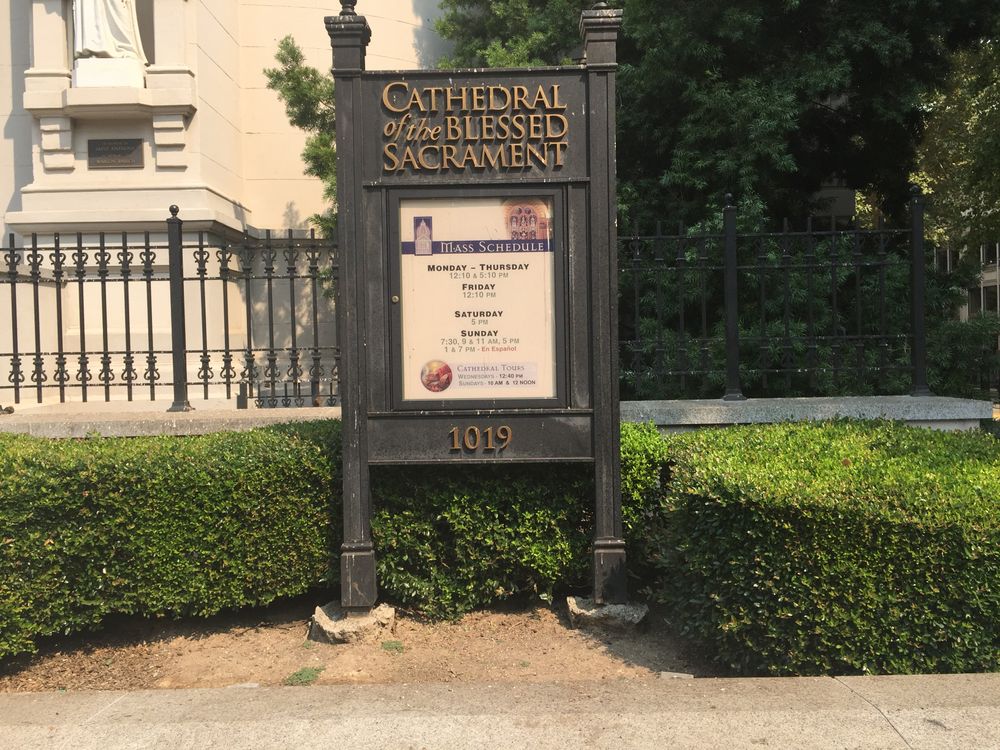 CATHEDRAL
of the BLESSED
SACRAMENT
MASS SCHEDULE
MONDAY – THURSDAY
12:10 & 5:10 PM
FRIDAY
12:10 PM
SATURDAY
5 PM
SUNDAY
7:30, 9 & 11 AM, 5 PM
1 & 7 PM - En Español
CATHEDRAL TOURS
WEDNESDAYS · 12:40 PM
SUNDAYS · 10 AM & 12 NOON
1019